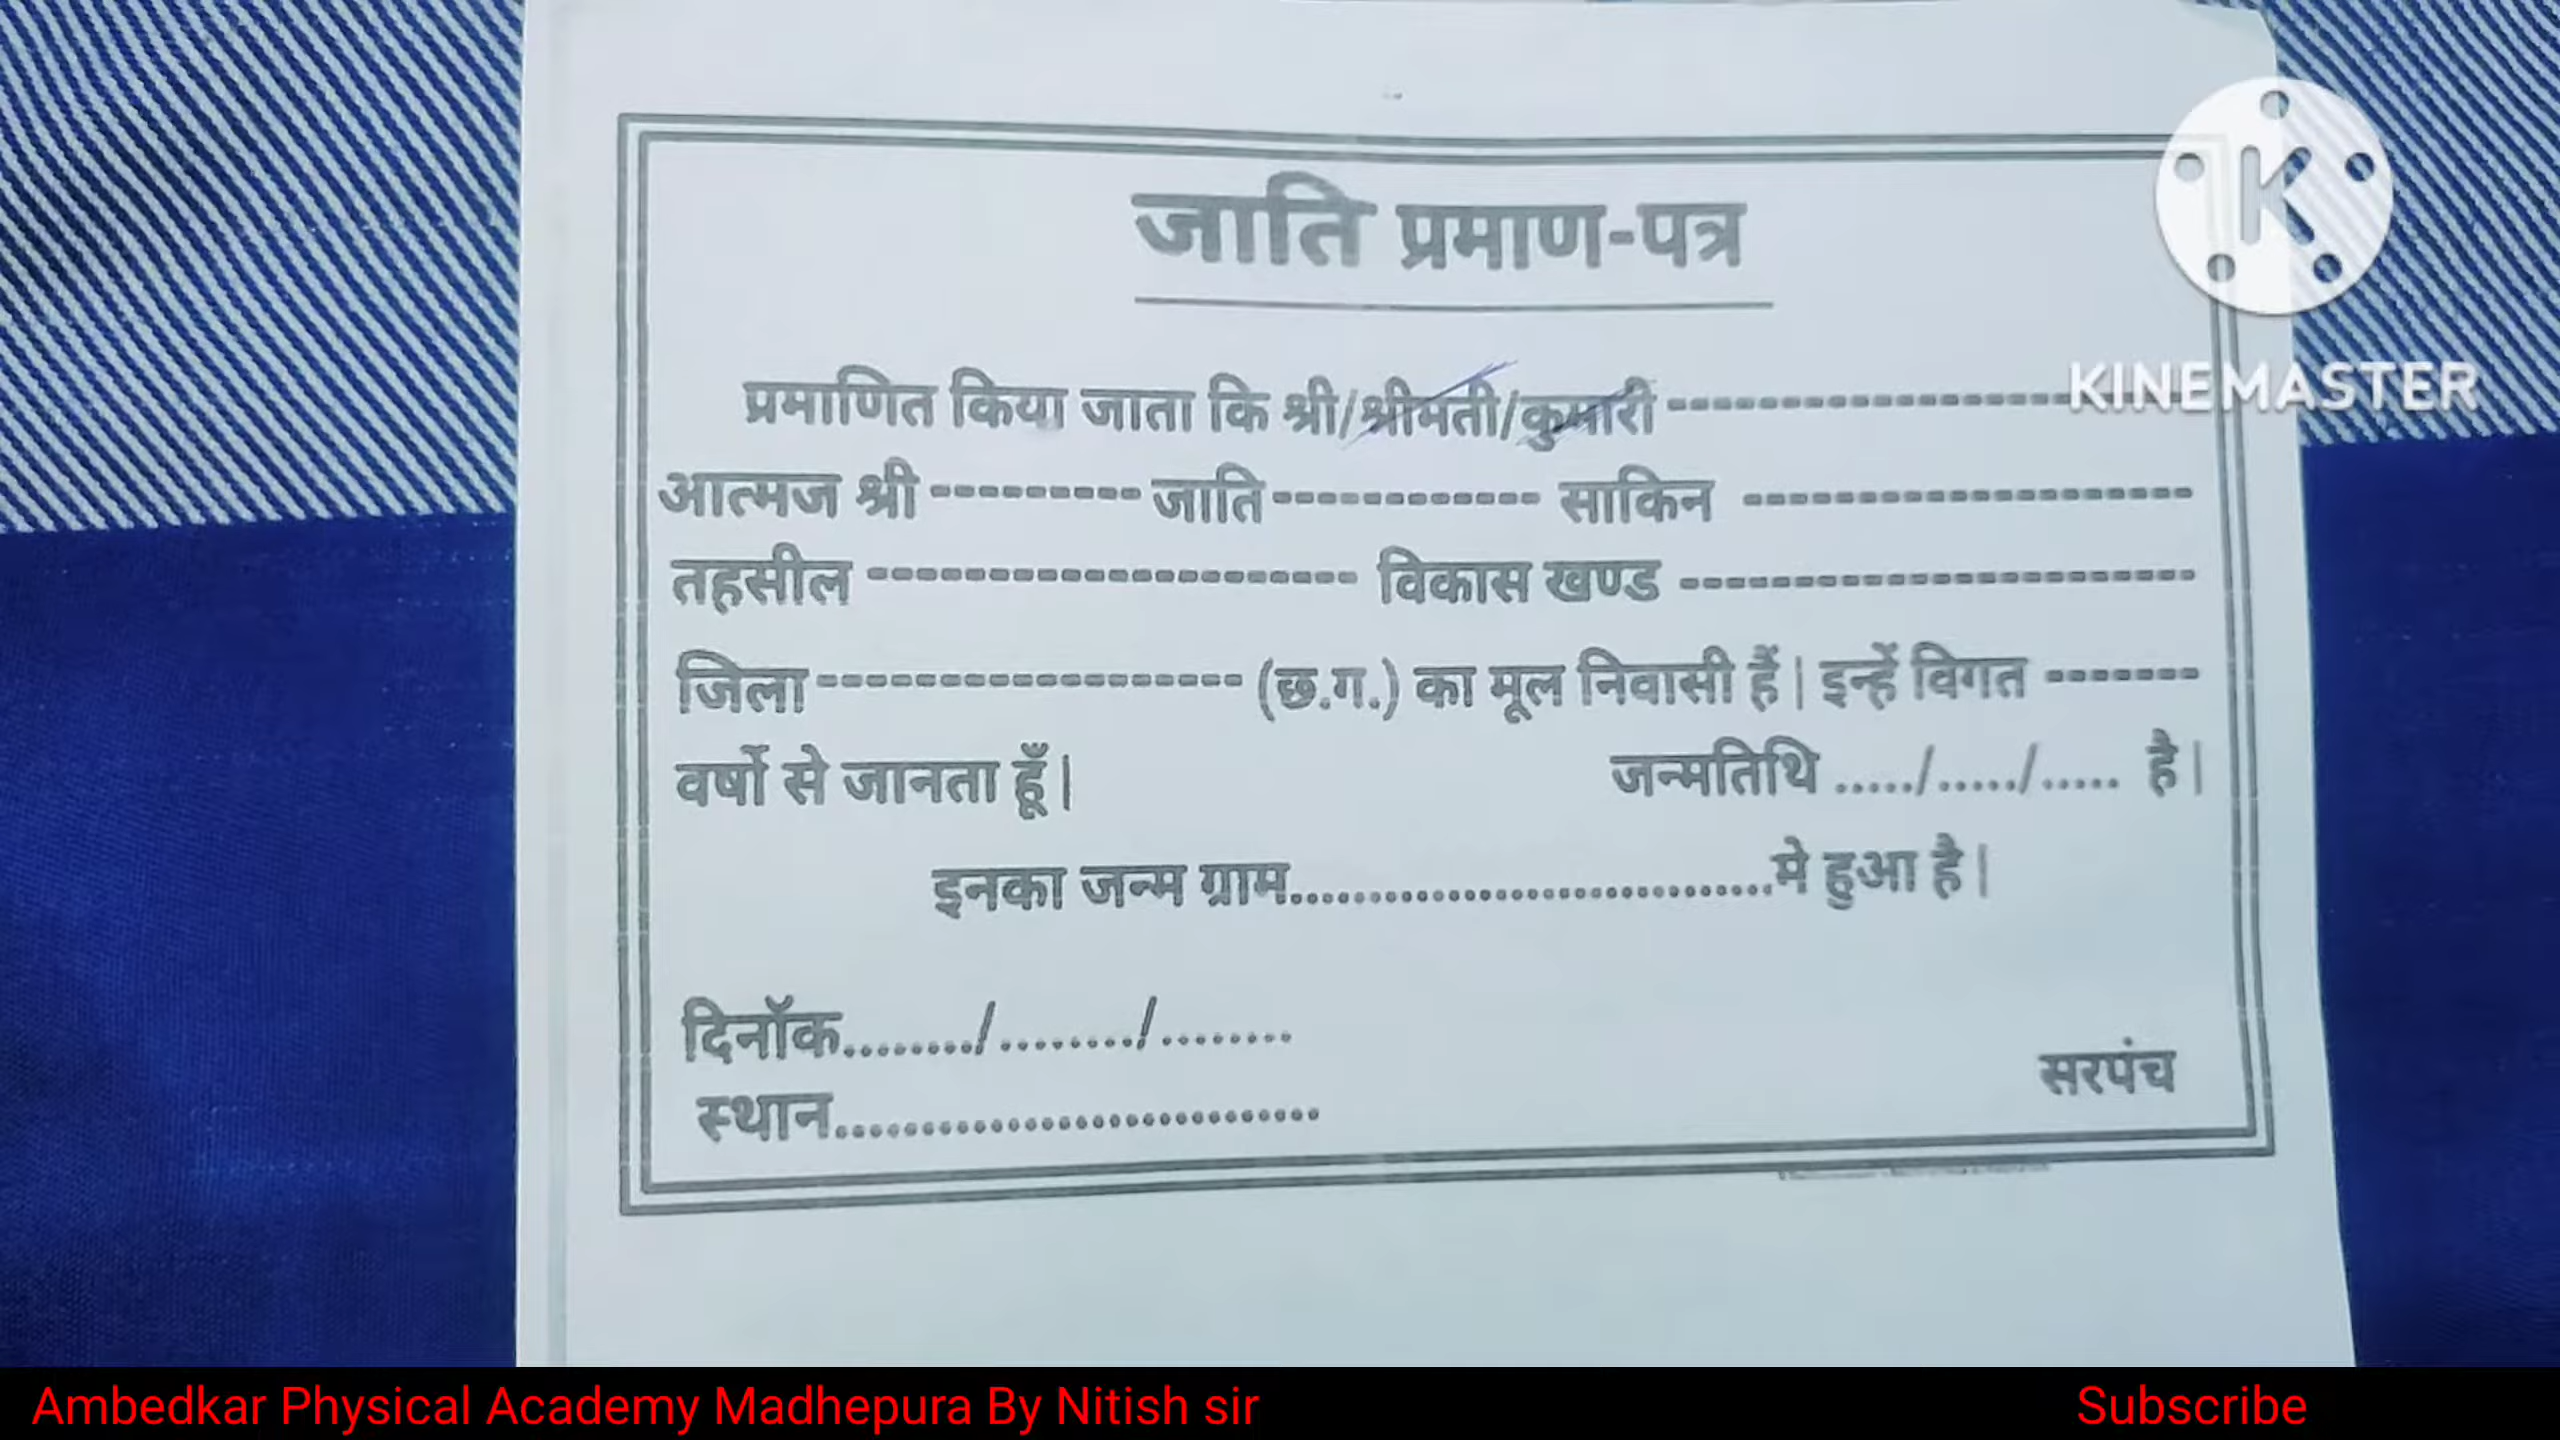 जाति प्रमाण-पत्र
KINEMASTER
प्रमाणित किया जाता कि श्री/श्रीमती/कुमारी --------------------
आत्मज श्री --------- जाति ------------ साकिन -------------------
तहसील --------------------- विकास खण्ड ----------------------
जिला ------------------ (छ.ग.) का मूल निवासी हैं | इन्हें विगत -------
वर्षो से जानता हूँ | जन्मतिथि ...../...../..... है |
इनका जन्म ग्राम...............................मे हुआ है |
दिनॉक......../......../........
सरपंच
स्थान..............................
Ambedkar Physical Academy Madhepura By Nitish sir Subscribe